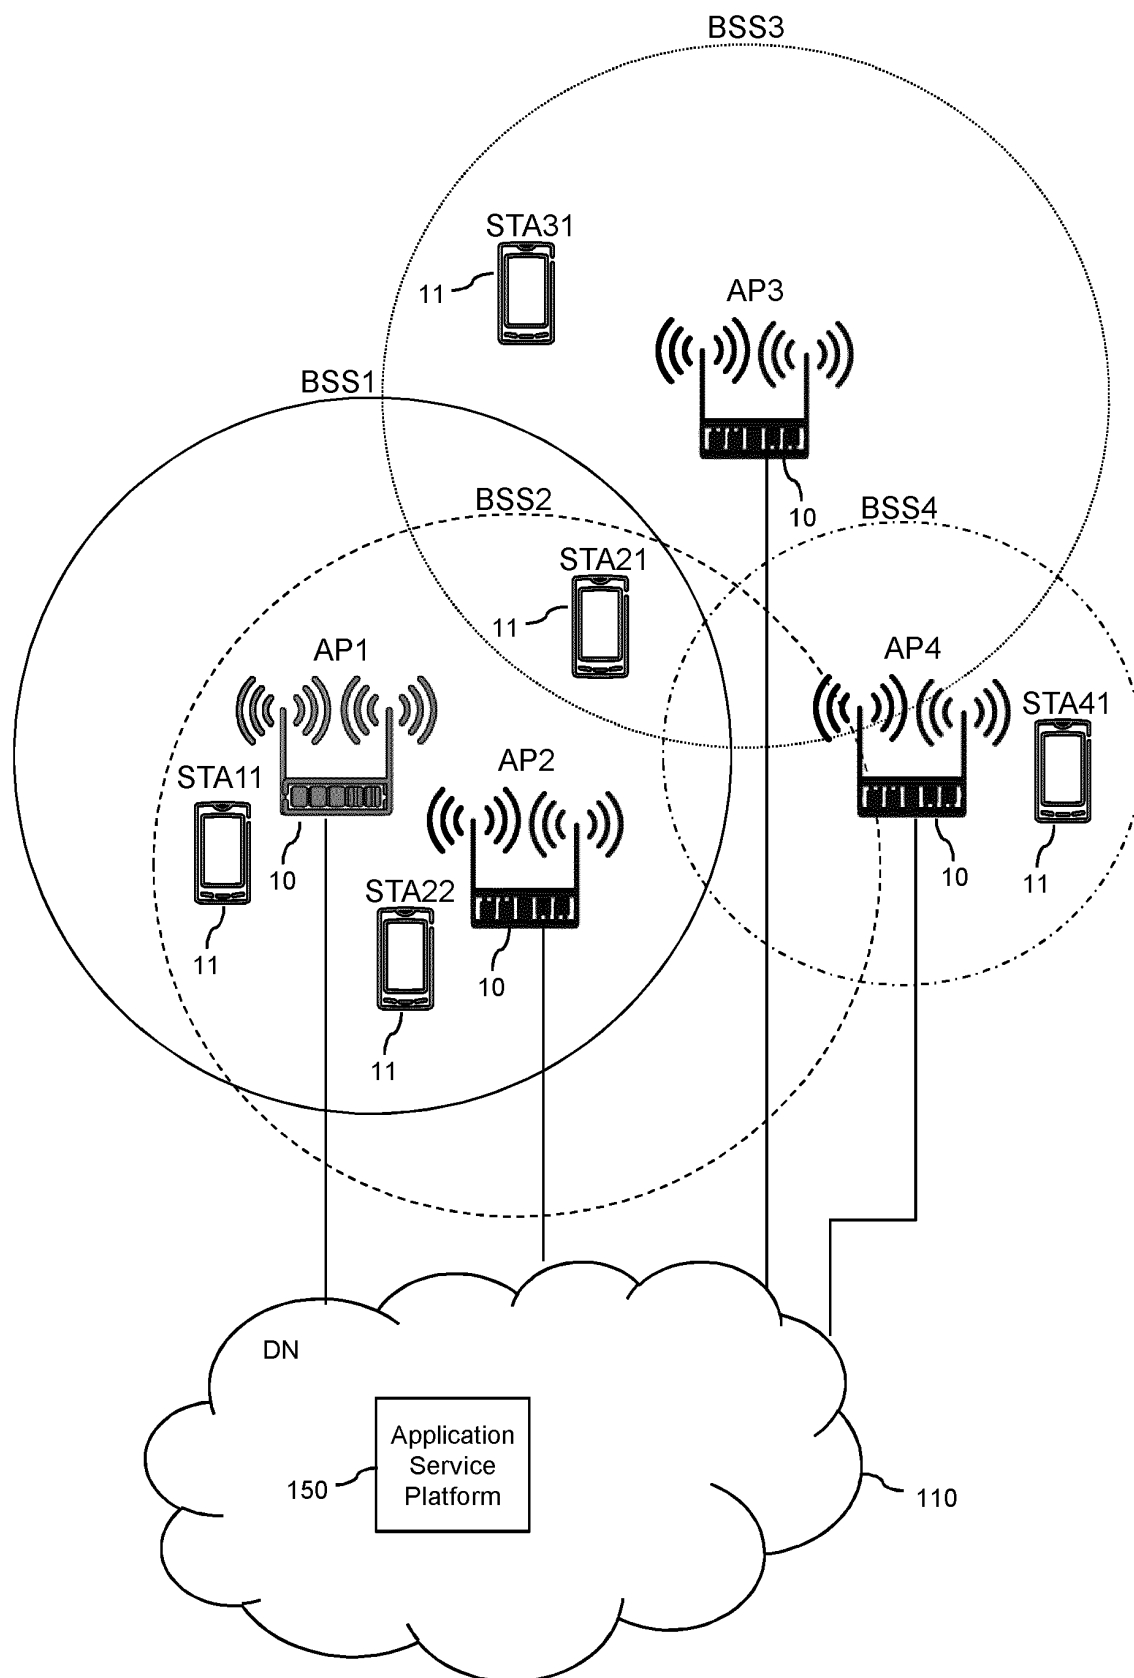 BSS3
STA31
11
AP3
BSS1
10
BSS2
BSS4
STA21
11
AP1
AP4
STA41
AP2
STA11
10
10
11
STA22
11
10
11
DN
Application
Service
Platform
150
110